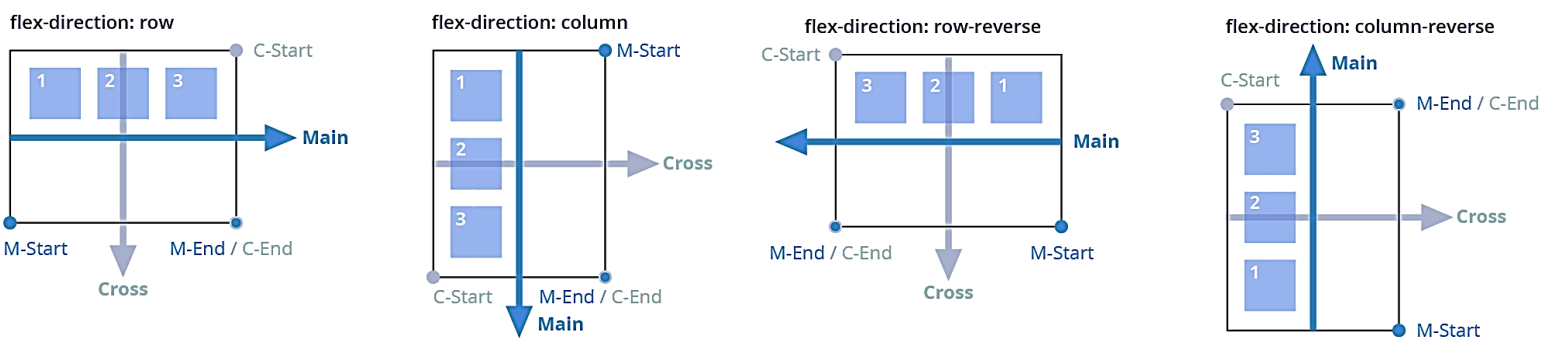 flex-direction: row
C-Start
1 2 3
Main
M-Start
M-End / C-End
Cross
flex-direction: column
M-Start
1
2
Cross
3
C-Start
M-End / C-End
Main
flex-direction: row-reverse
C-Start
3 2 1
Main
M-End / C-End
M-Start
Cross
flex-direction: column-reverse
Main
C-Start
M-End / C-End
3
2
Cross
1
M-Start